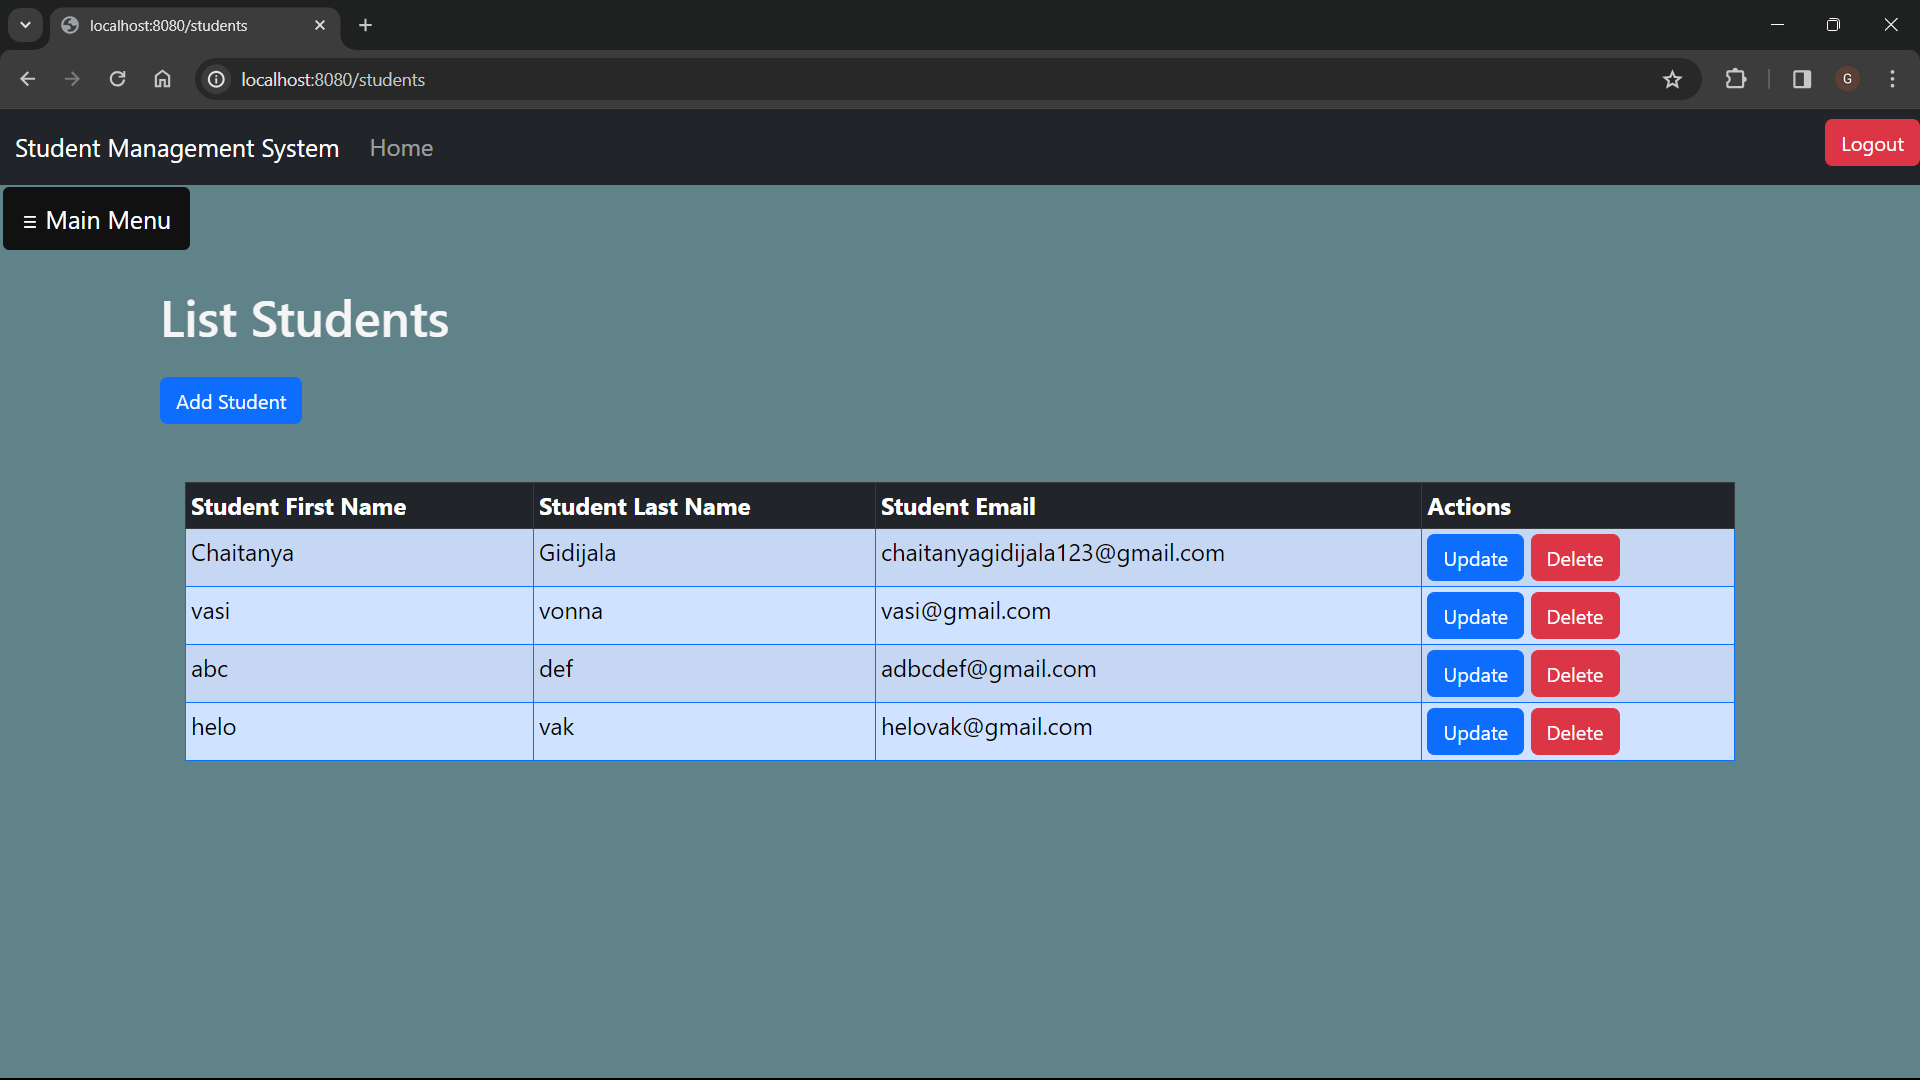 localhost:8080/students
localhost:8080/students
G
Student Management System Home Logout
☰ Main Menu
List Students
Add Student
Student First Name Student Last Name Student Email Actions
Chaitanya Gidijala chaitanyagidijala123@gmail.com Update Delete
vasi vonna vasi@gmail.com Update Delete
abc def adbcdef@gmail.com Update Delete
helo vak helovak@gmail.com Update Delete